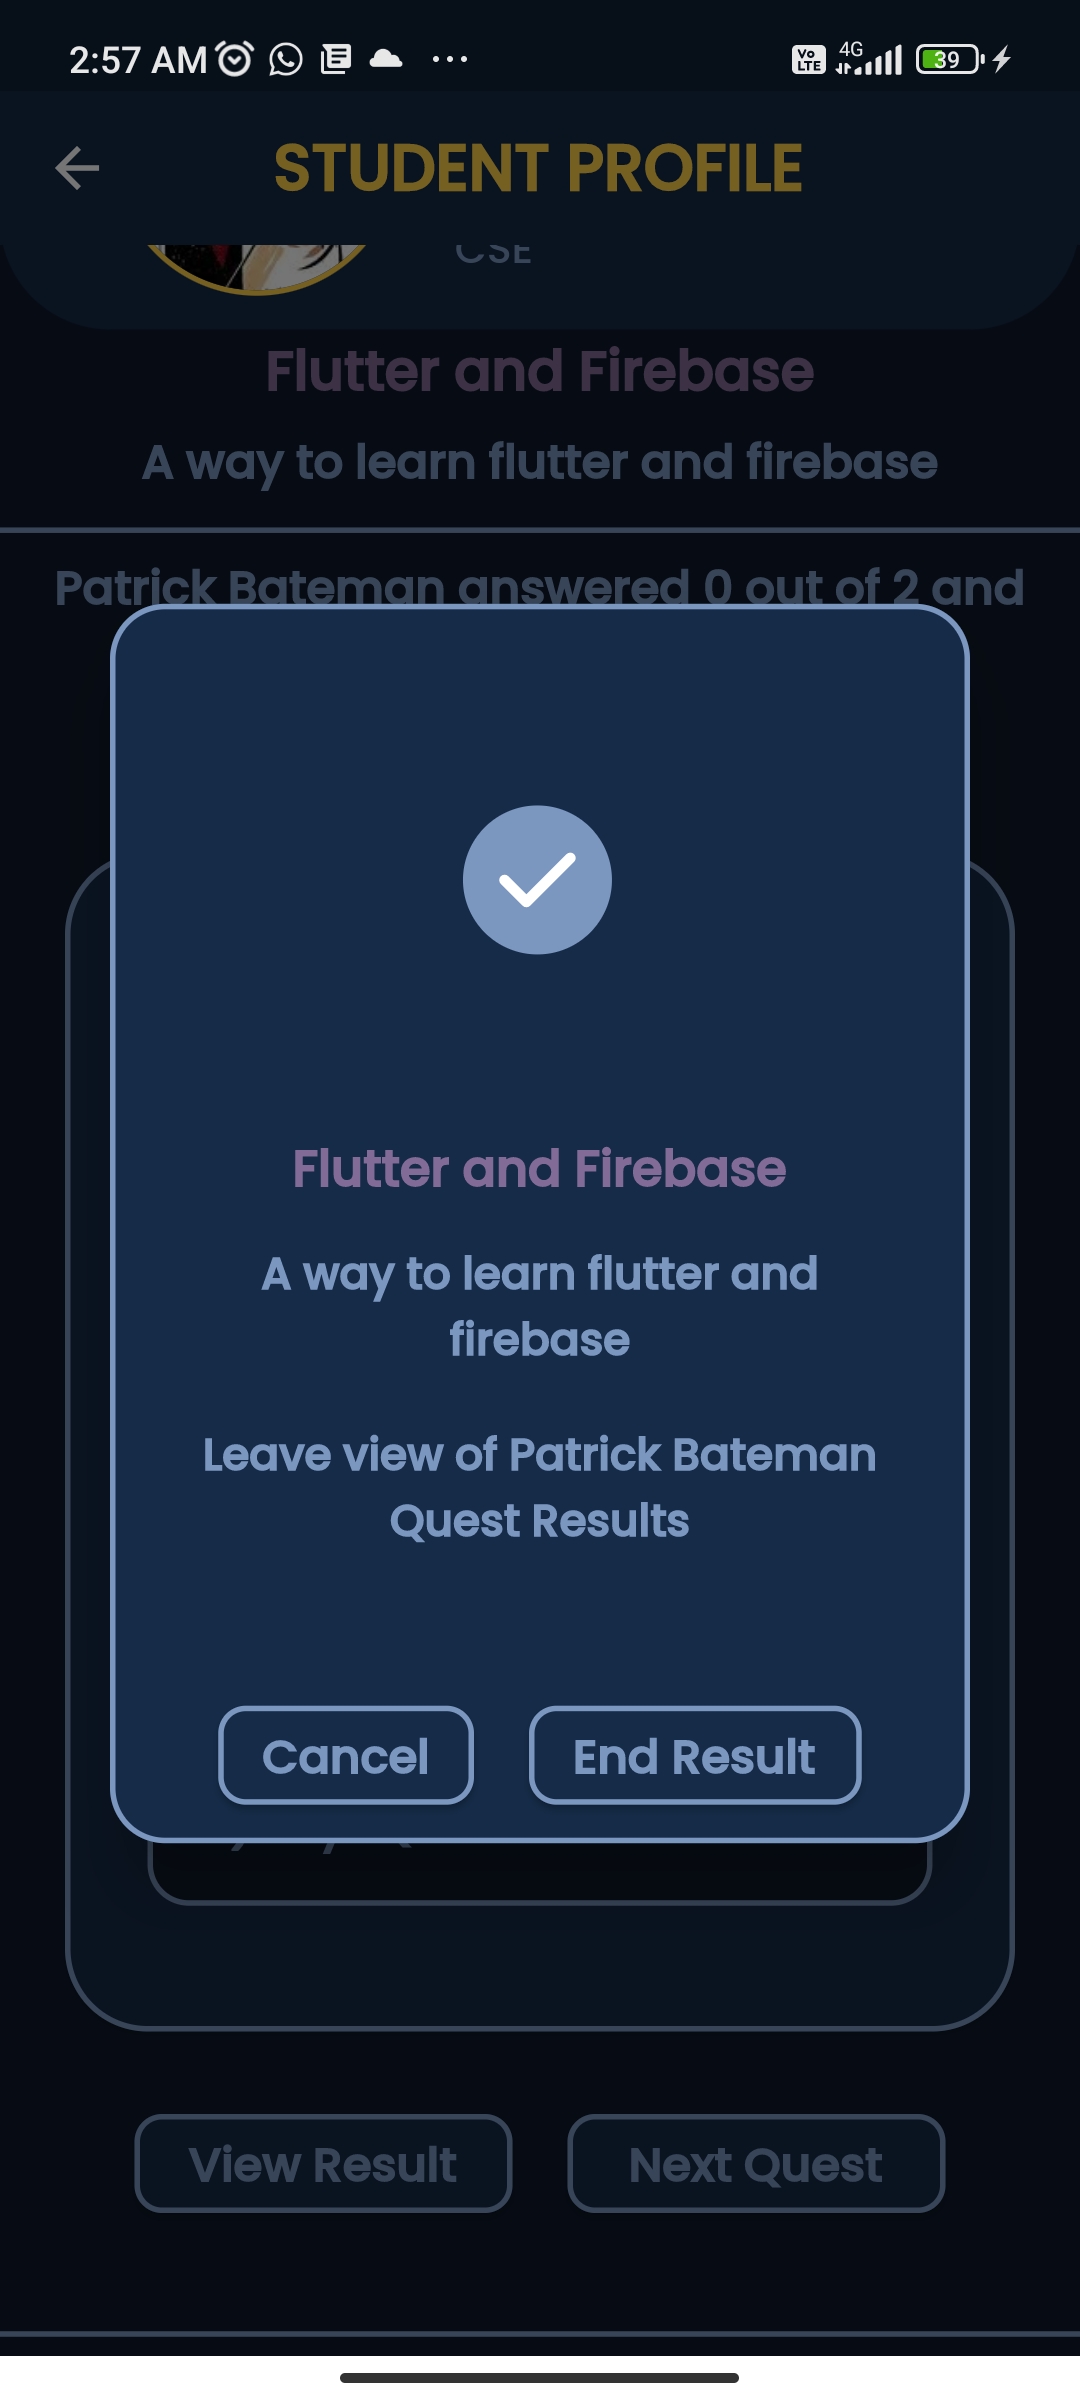 2:57 AM
Vo LTE 4G 39
STUDENT PROFILE
CSE
Flutter and Firebase
A way to learn flutter and firebase
Patrick Bateman answered 0 out of 2 and
Flutter and Firebase
A way to learn flutter and
firebase
Leave view of Patrick Bateman
Quest Results
Cancel
End Result
View Result
Next Quest